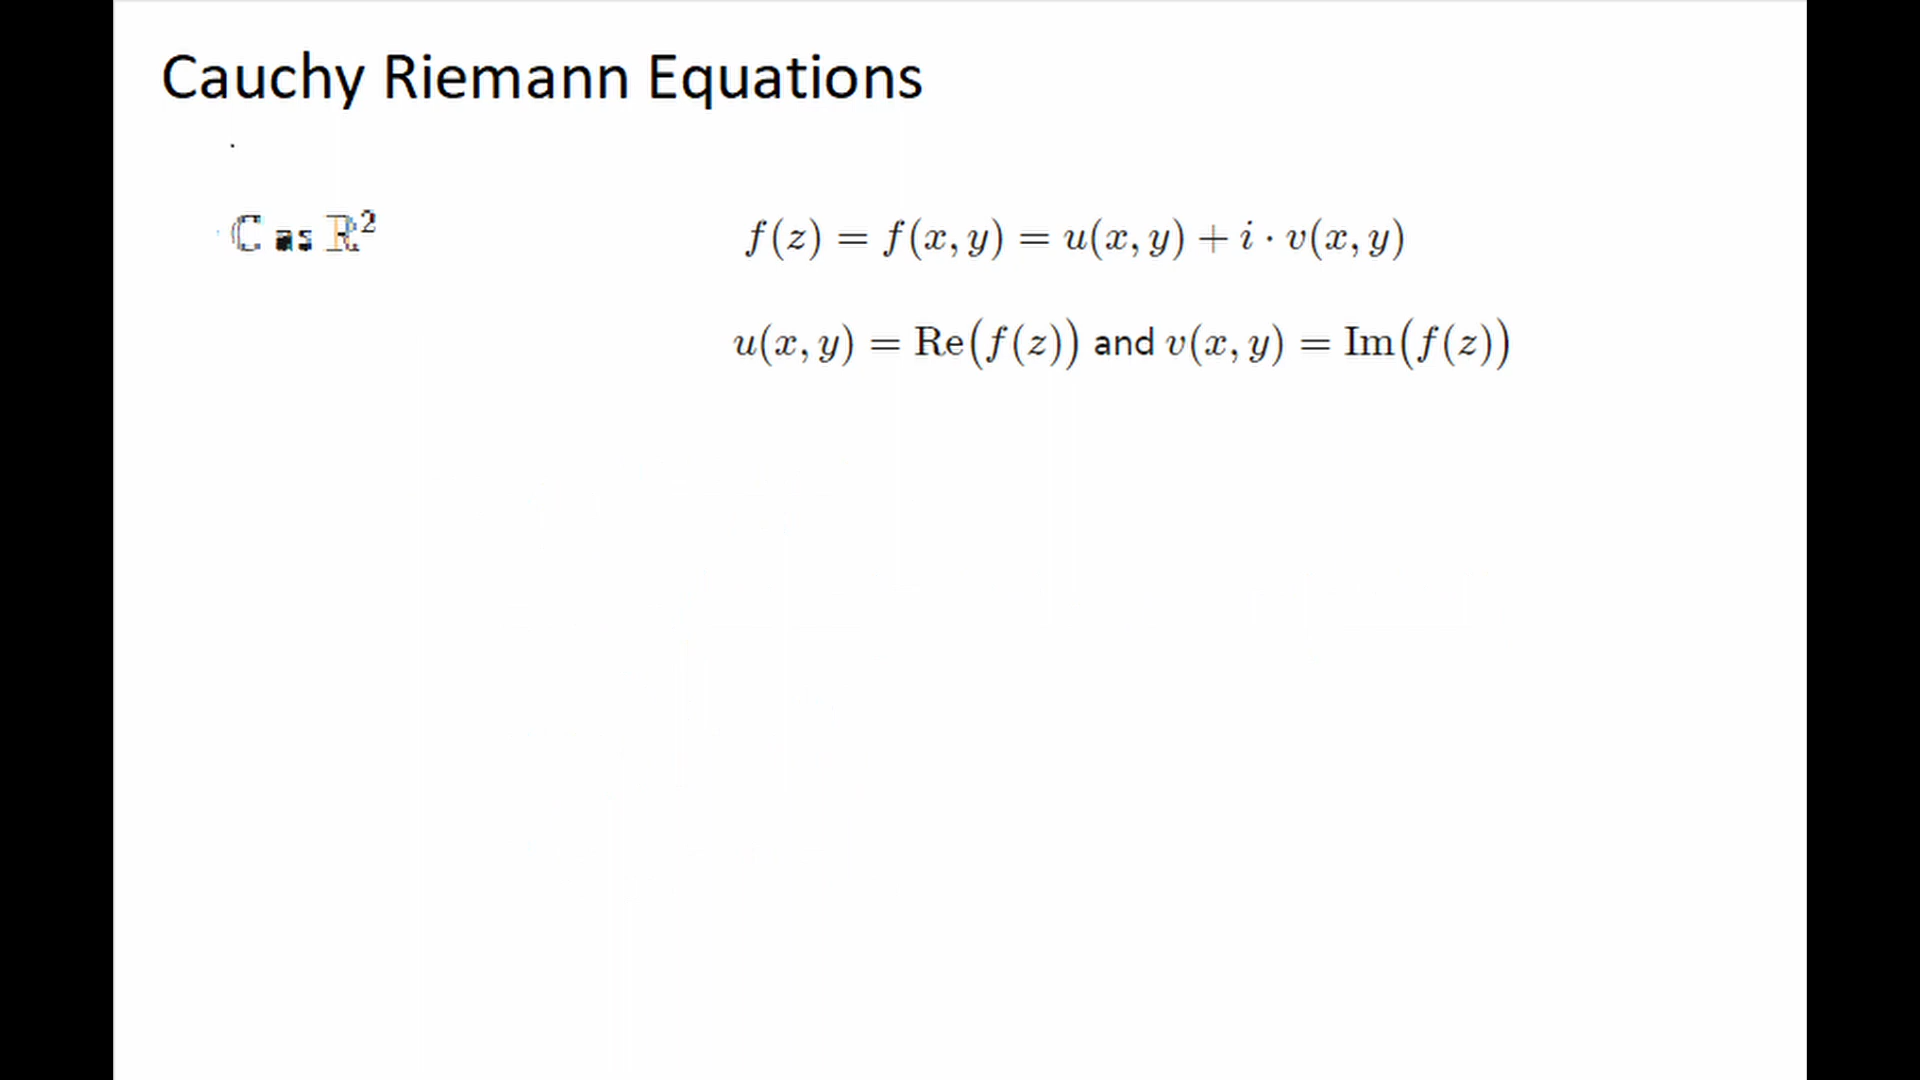 Cauchy Riemann Equations
ℂ as ℝ²
f(z) = f(x, y) = u(x, y) + i · v(x, y)
u(x, y) = Re(f(z)) and v(x, y) = Im(f(z))